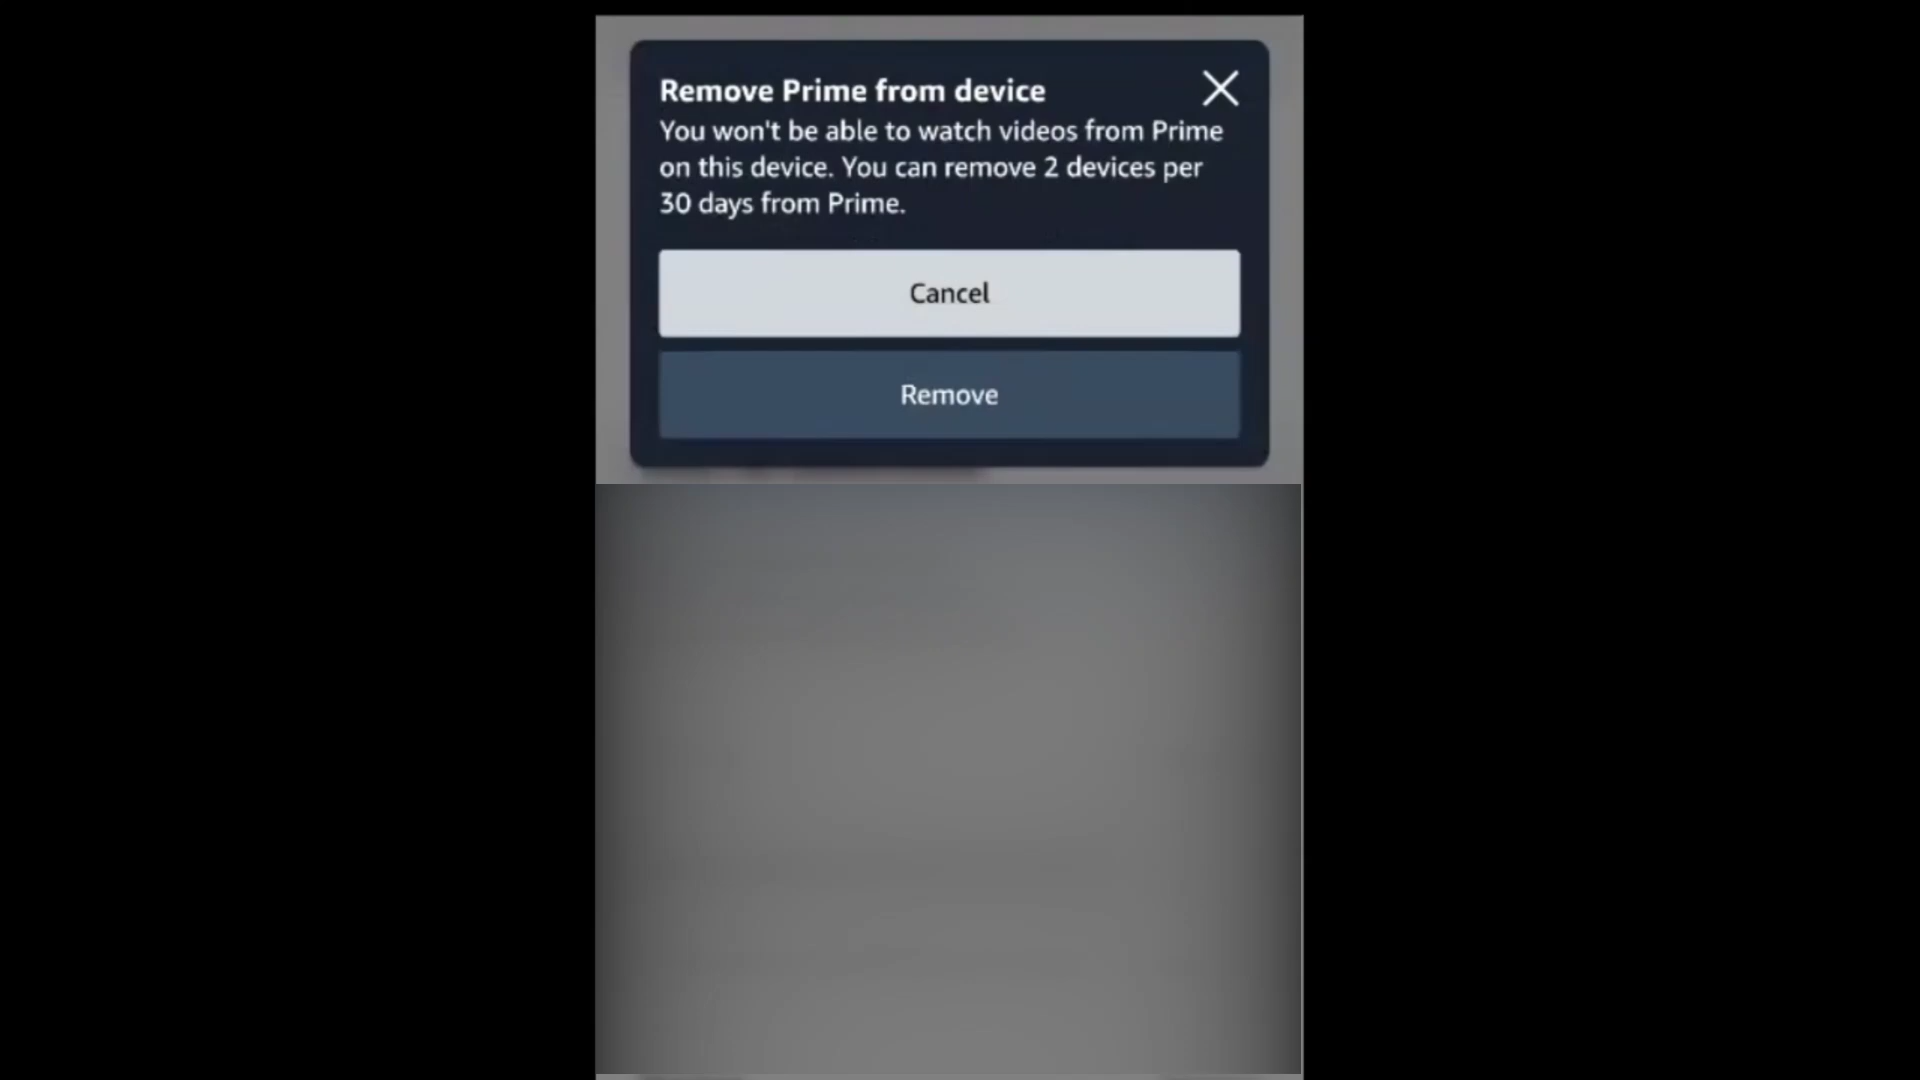 Remove Prime from device
You won't be able to watch videos from Prime
on this device. You can remove 2 devices per
30 days from Prime.
Cancel
Remove